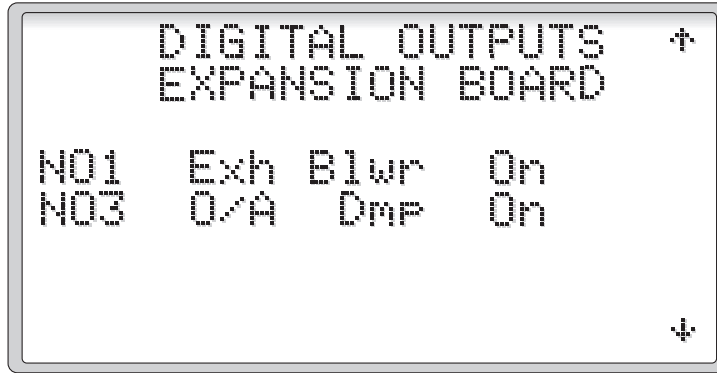 DIGITAL OUTPUTS
EXPANSION BOARD
NO1 Exh Blwr On
NO3 O/A Dmp On